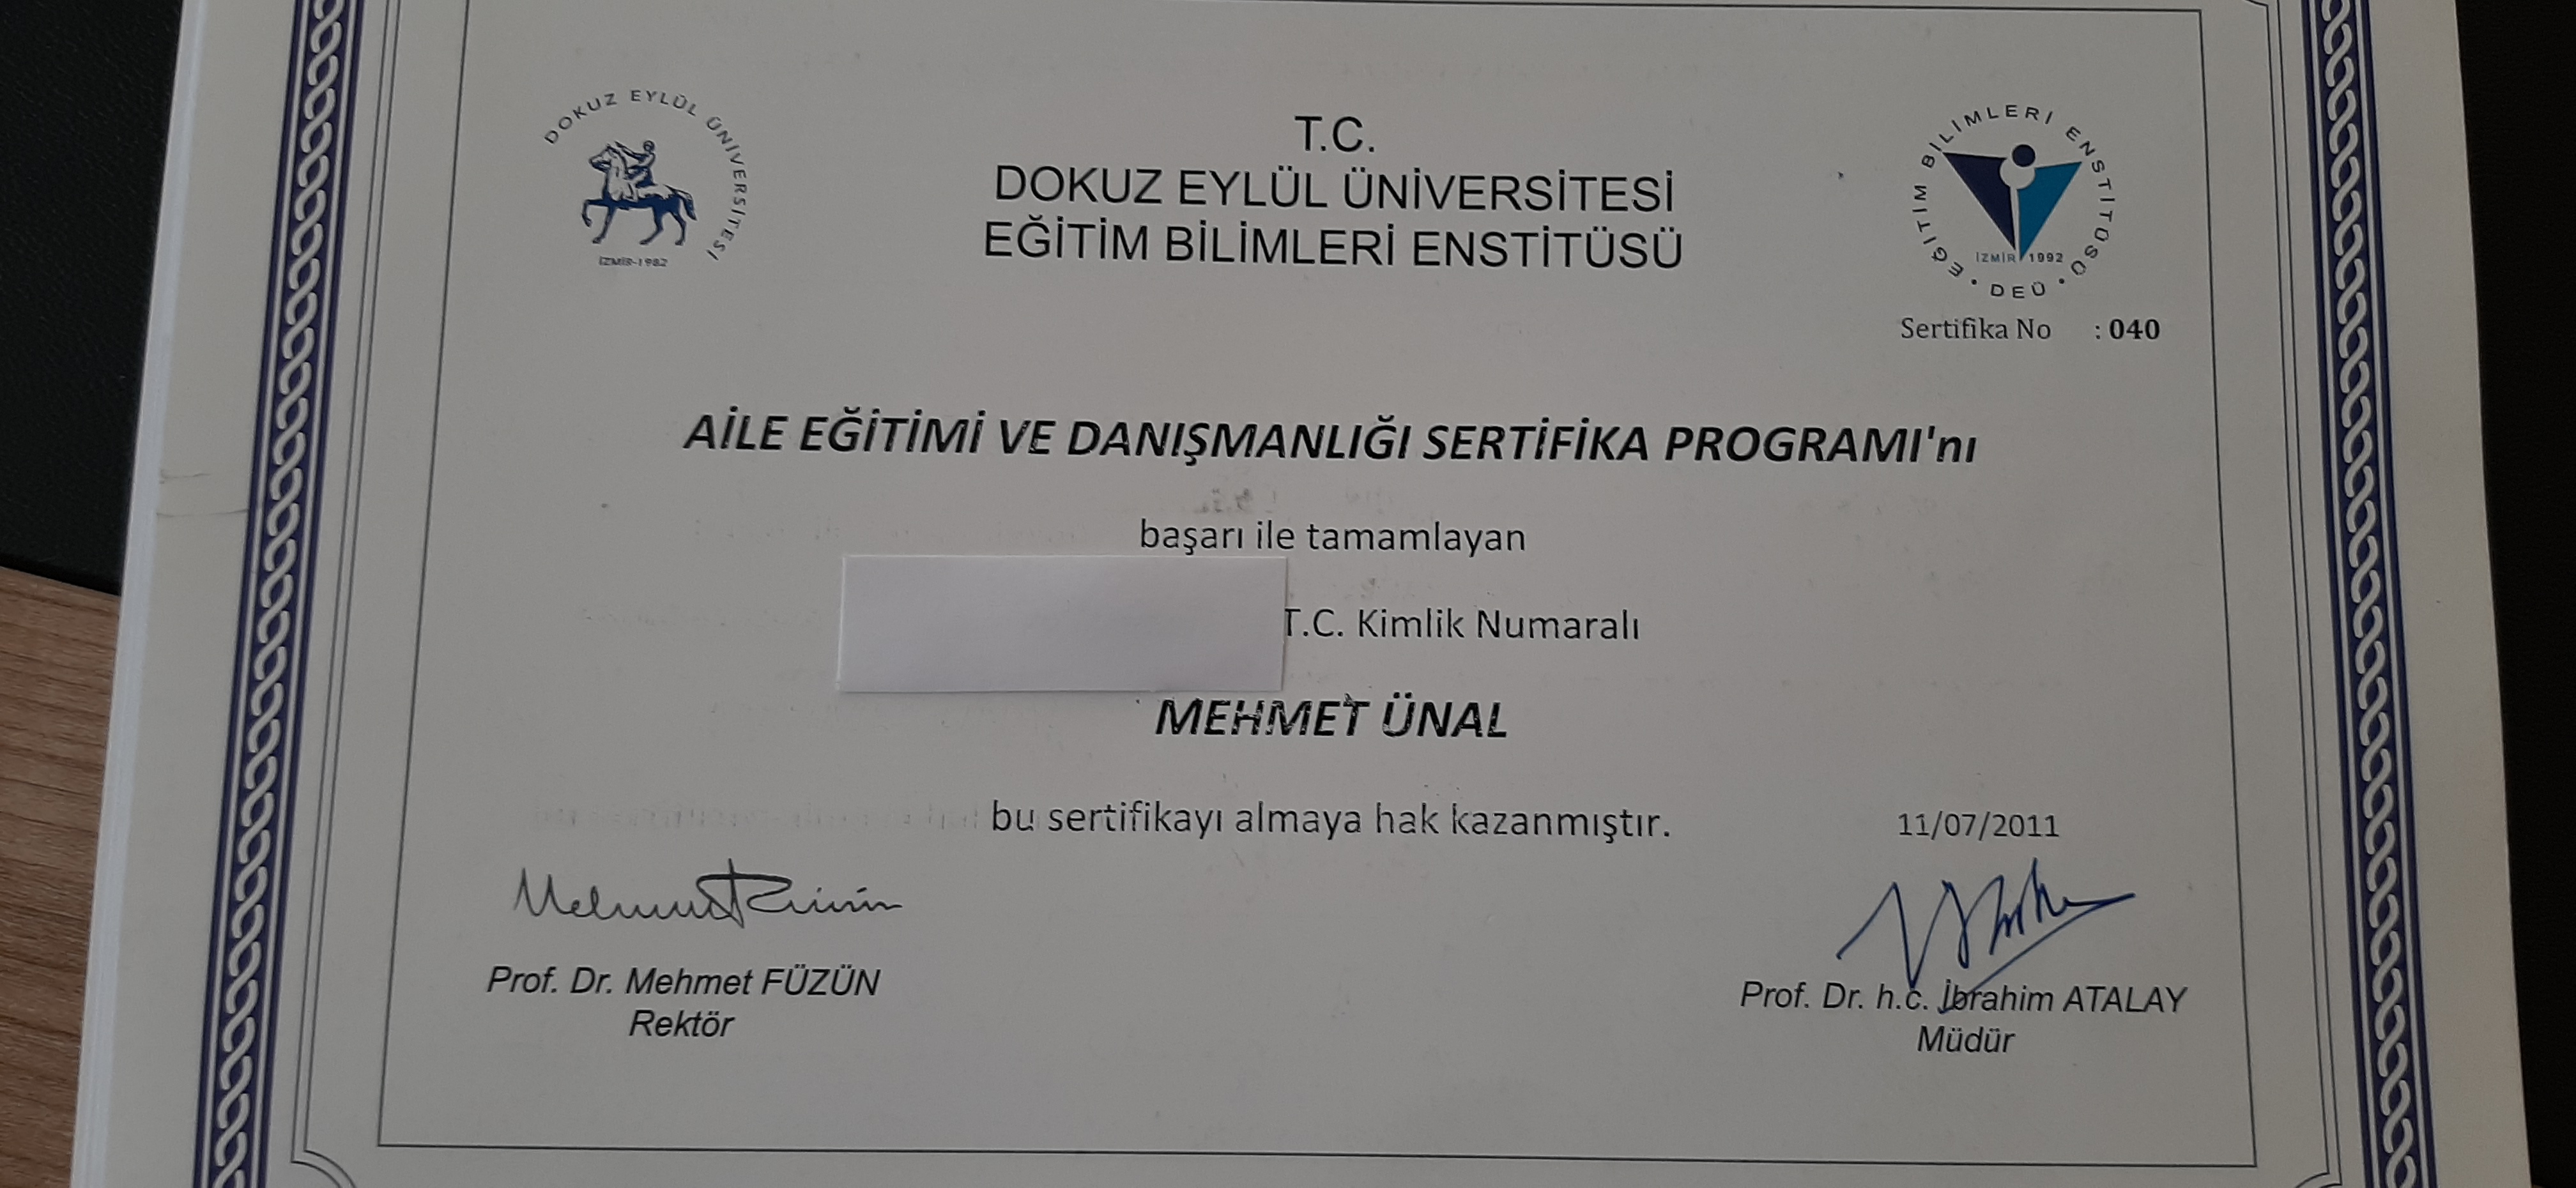 DOKUZ EYLÜL ÜNİVERSİTESİ
İZMİR-1982
T.C.
DOKUZ EYLÜL ÜNİVERSİTESİ
EĞİTİM BİLİMLERİ ENSTİTÜSÜ
EĞİTİM BİLİMLERİ ENSTİTÜSÜ
İZMİR 1992
• DEÜ •
Sertifika No : 040
AİLE EĞİTİMİ VE DANIŞMANLIĞI SERTİFİKA PROGRAMI'nı
başarı ile tamamlayan
T.C. Kimlik Numaralı
MEHMET ÜNAL
bu sertifikayı almaya hak kazanmıştır.
11/07/2011
Prof. Dr. Mehmet FÜZÜN
Rektör
Prof. Dr. h.c. İbrahim ATALAY
Müdür